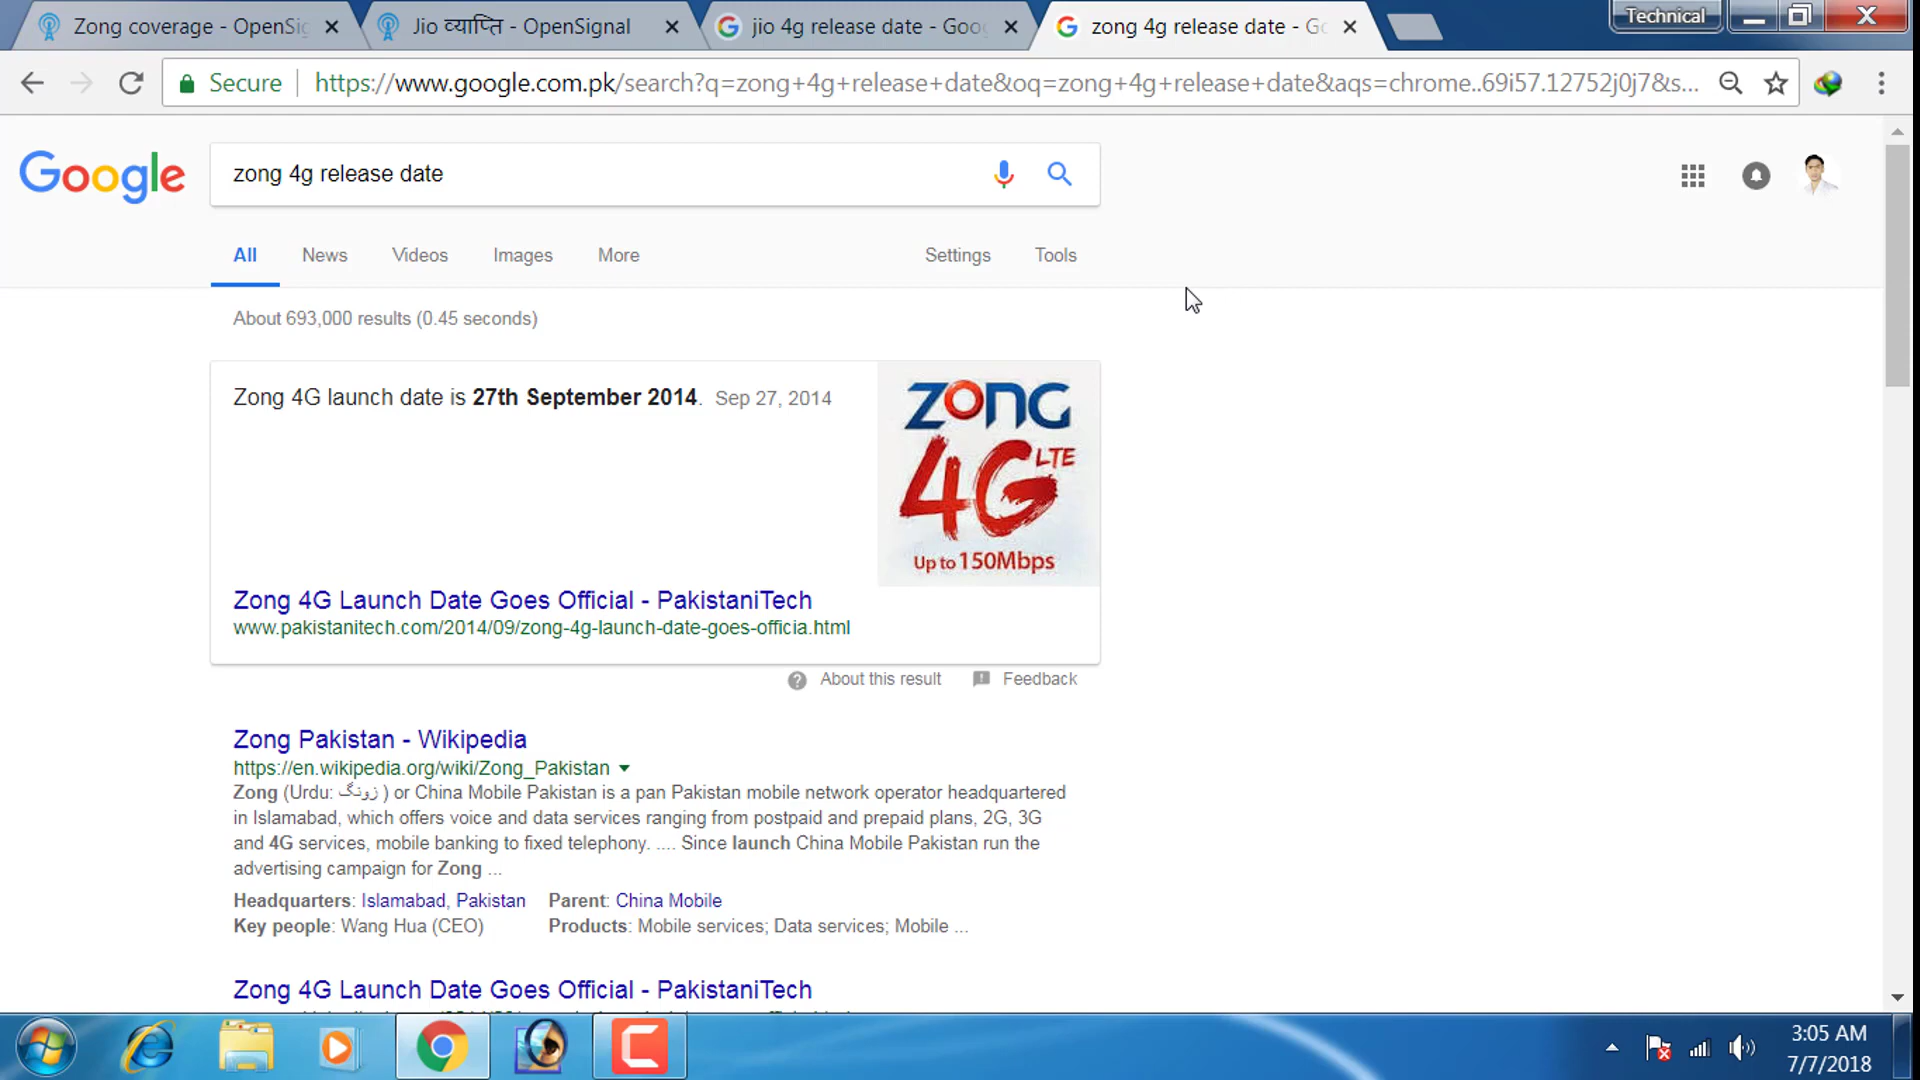 Zong coverage - OpenSig
Jio व्याप्ति - OpenSignal
jio 4g release date - Goog
zong 4g release date - Go
Technical
Secure
https://www.google.com.pk/search?q=zong+4g+release+date&oq=zong+4g+release+date&aqs=chrome..69i57.12752j0j7&s...
Google
zong 4g release date
All
News
Videos
Images
More
Settings
Tools
About 693,000 results (0.45 seconds)
Zong 4G launch date is 27th September 2014. Sep 27, 2014
ZONG
4G LTE
Up to 150Mbps
Zong 4G Launch Date Goes Official - PakistaniTech
www.pakistanitech.com/2014/09/zong-4g-launch-date-goes-officia.html
About this result
Feedback
Zong Pakistan - Wikipedia
https://en.wikipedia.org/wiki/Zong_Pakistan
Zong (Urdu: زونگ ) or China Mobile Pakistan is a pan Pakistan mobile network operator headquartered
in Islamabad, which offers voice and data services ranging from postpaid and prepaid plans, 2G, 3G
and 4G services, mobile banking to fixed telephony. .... Since launch China Mobile Pakistan run the
advertising campaign for Zong ...
Headquarters: Islamabad, Pakistan
Parent: China Mobile
Key people: Wang Hua (CEO)
Products: Mobile services; Data services; Mobile ...
Zong 4G Launch Date Goes Official - PakistaniTech
3:05 AM
7/7/2018